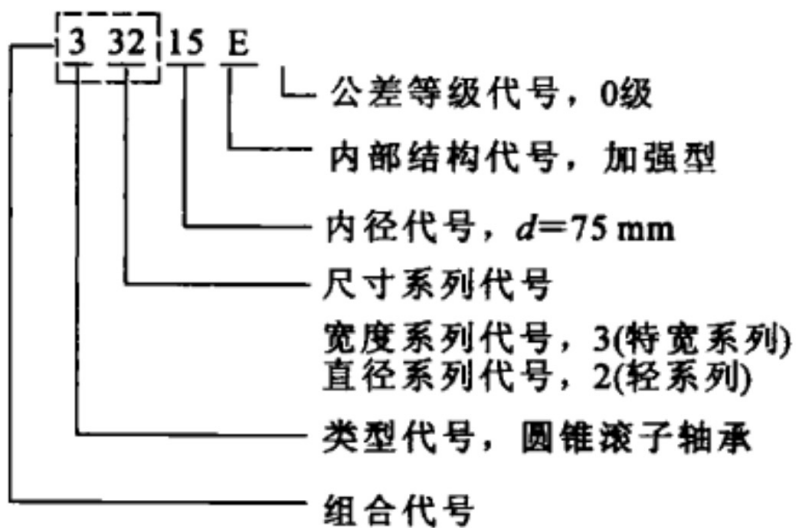 3 32 15 E
公差等级代号，0级
内部结构代号，加强型
内径代号，d=75 mm
尺寸系列代号
宽度系列代号，3(特宽系列)
直径系列代号，2(轻系列)
类型代号，圆锥滚子轴承
组合代号